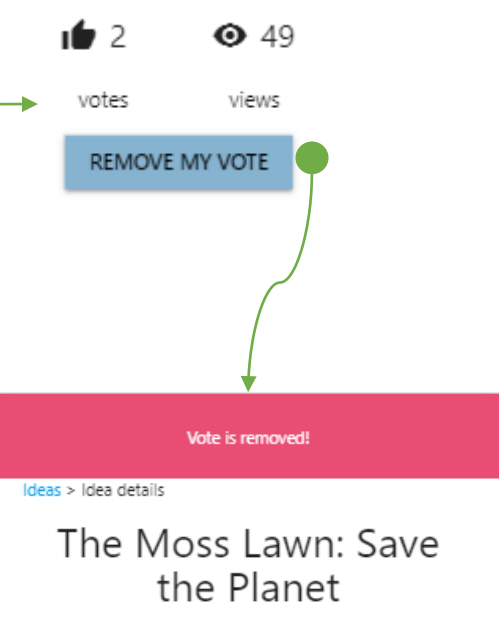 2 49
votes views
REMOVE MY VOTE
Vote is removed!
Ideas > Idea details
The Moss Lawn: Save
the Planet